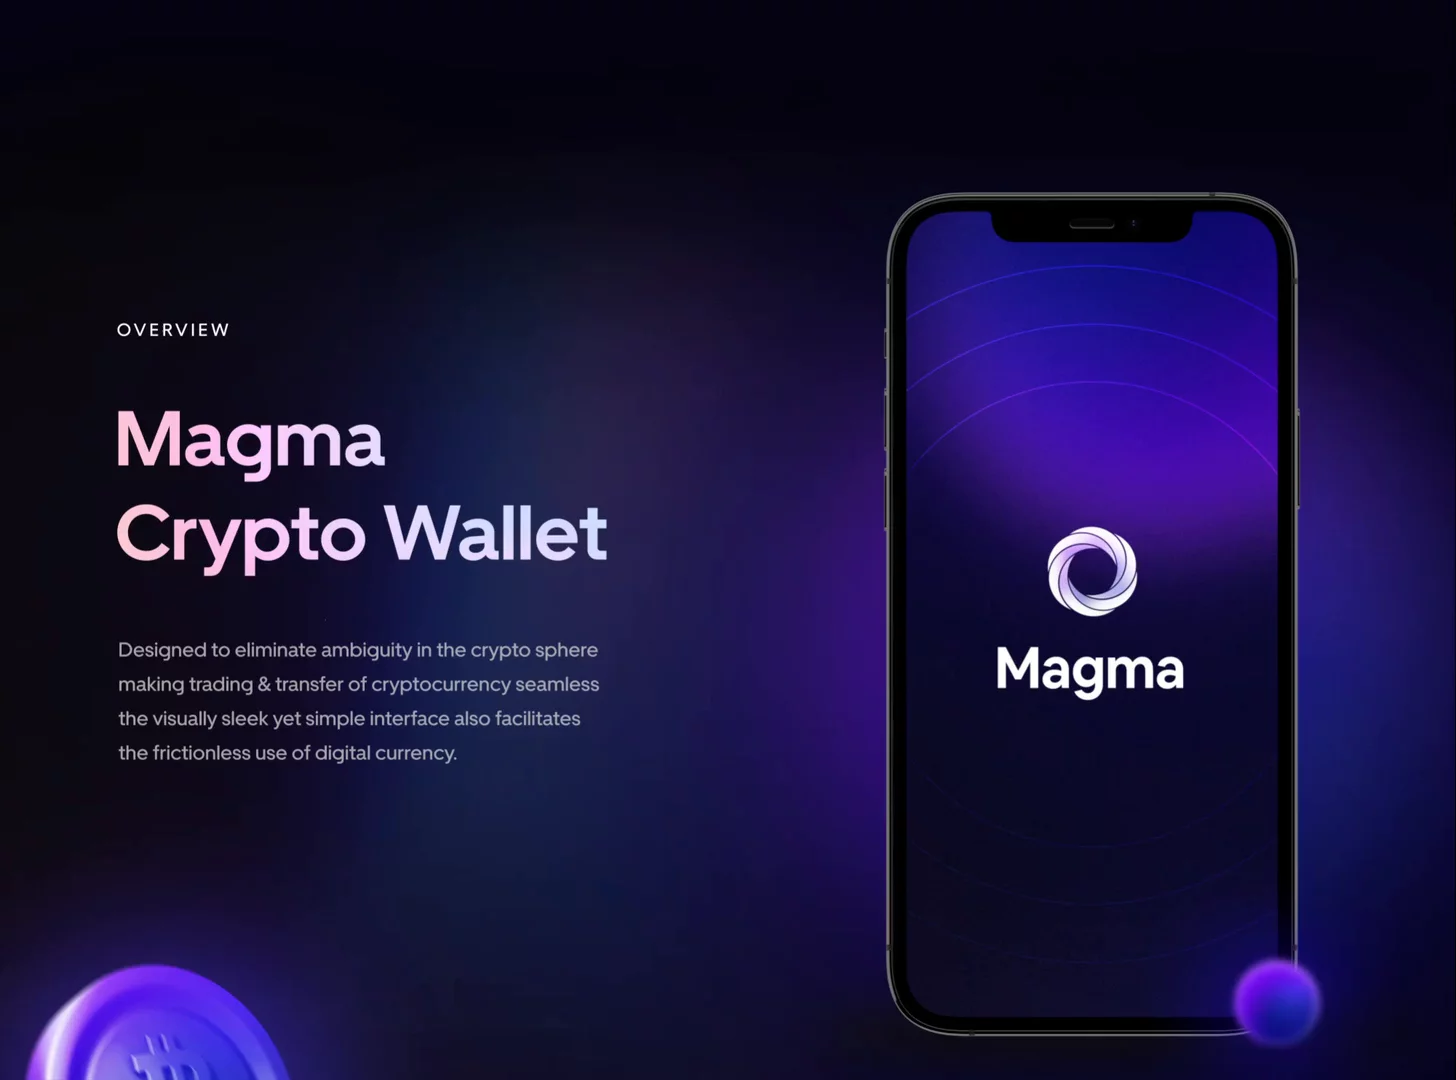 OVERVIEW
Magma
Crypto Wallet
Designed to eliminate ambiguity in the crypto sphere
making trading & transfer of cryptocurrency seamless
the visually sleek yet simple interface also facilitates
the frictionless use of digital currency.
Magma